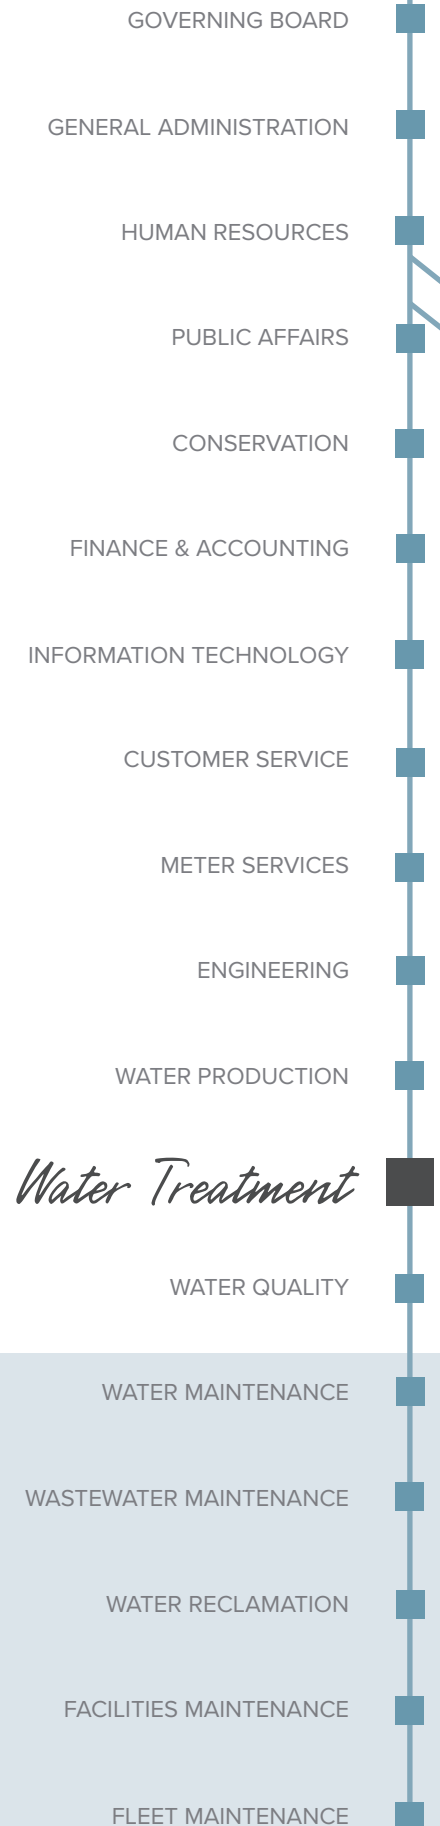 GOVERNING BOARD
GENERAL ADMINISTRATION
HUMAN RESOURCES
PUBLIC AFFAIRS
CONSERVATION
FINANCE & ACCOUNTING
INFORMATION TECHNOLOGY
CUSTOMER SERVICE
METER SERVICES
ENGINEERING
WATER PRODUCTION
Water Treatment
WATER QUALITY
WATER MAINTENANCE
WASTEWATER MAINTENANCE
WATER RECLAMATION
FACILITIES MAINTENANCE
FLEET MAINTENANCE